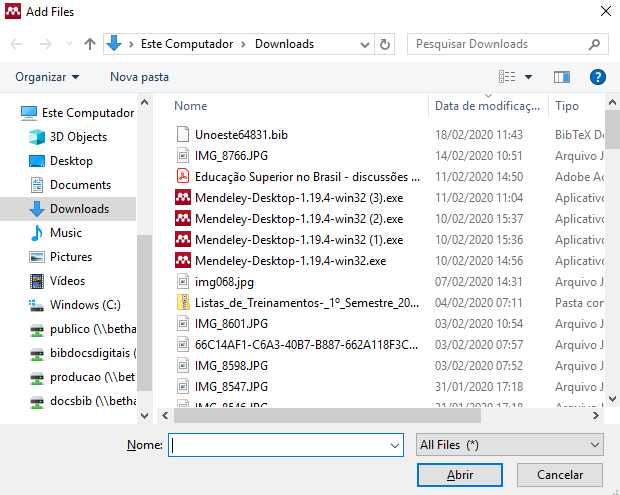 Add Files
Este Computador Downloads Pesquisar Downloads
Organizar Nova pasta
Este Computador
3D Objects
Desktop
Documents
Downloads
Music
Pictures
Vídeos
Windows (C:)
publico (\\betha
bibdocsdigitais (
producao (\\beth
docsbib (\\betha
Nome Data de modificaç... Tipo
Unoeste64831.bib 18/02/2020 11:43 BibTeX Do
IMG_8766.JPG 14/02/2020 10:51 Arquivo J
Educação Superior no Brasil - discussões ... 11/02/2020 14:50 Adobe Ac
Mendeley-Desktop-1.19.4-win32 (3).exe 11/02/2020 11:04 Aplicativo
Mendeley-Desktop-1.19.4-win32 (2).exe 10/02/2020 15:37 Aplicativo
Mendeley-Desktop-1.19.4-win32 (1).exe 10/02/2020 15:36 Aplicativo
Mendeley-Desktop-1.19.4-win32.exe 10/02/2020 14:56 Aplicativo
img068.jpg 07/02/2020 14:31 Arquivo J
Listas_de_Treinamentos-_1º_Semestre_20... 04/02/2020 07:11 Pasta con
IMG_8601.JPG 03/02/2020 10:54 Arquivo J
66C14AF1-C6A3-40B7-B887-662A118F3C... 03/02/2020 07:57 Arquivo J
IMG_8598.JPG 03/02/2020 07:52 Arquivo J
IMG_8547.JPG 31/01/2020 17:18 Arquivo J
IMG_8546.JPG 31/01/2020 17:18 Arquivo J
Nome: All Files (*)
Abrir Cancelar